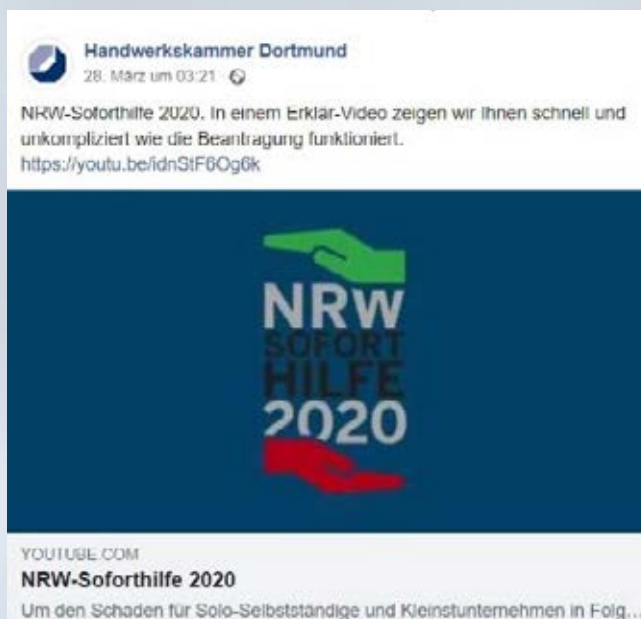 Handwerkskammer Dortmund
28. März um 03:21
NRW-Soforthilfe 2020. In einem Erklär-Video zeigen wir Ihnen schnell und
unkompliziert wie die Beantragung funktioniert.
https://youtu.be/idnStF6Og6k
NRW
SOFORT
HILFE
2020
YOUTUBE.COM
NRW-Soforthilfe 2020
Um den Schaden für Solo-Selbstständige und Kleinstunternehmen in Folg...